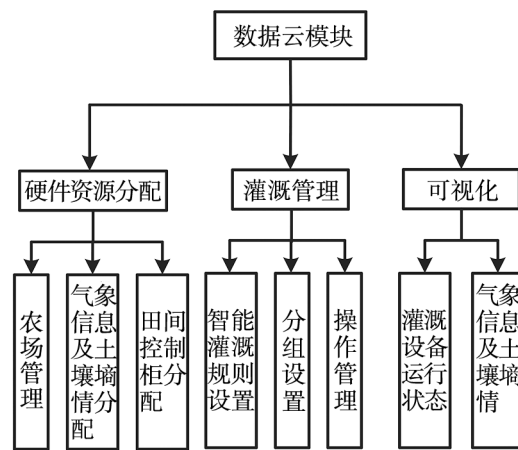 数据云模块
硬件资源分配
灌溉管理
可视化
农场管理
气象信息及土壤墒情分配
田间控制柜分配
智能灌溉规则设置
分组设置
操作管理
灌溉设备运行状态
气象信息及土壤墒情